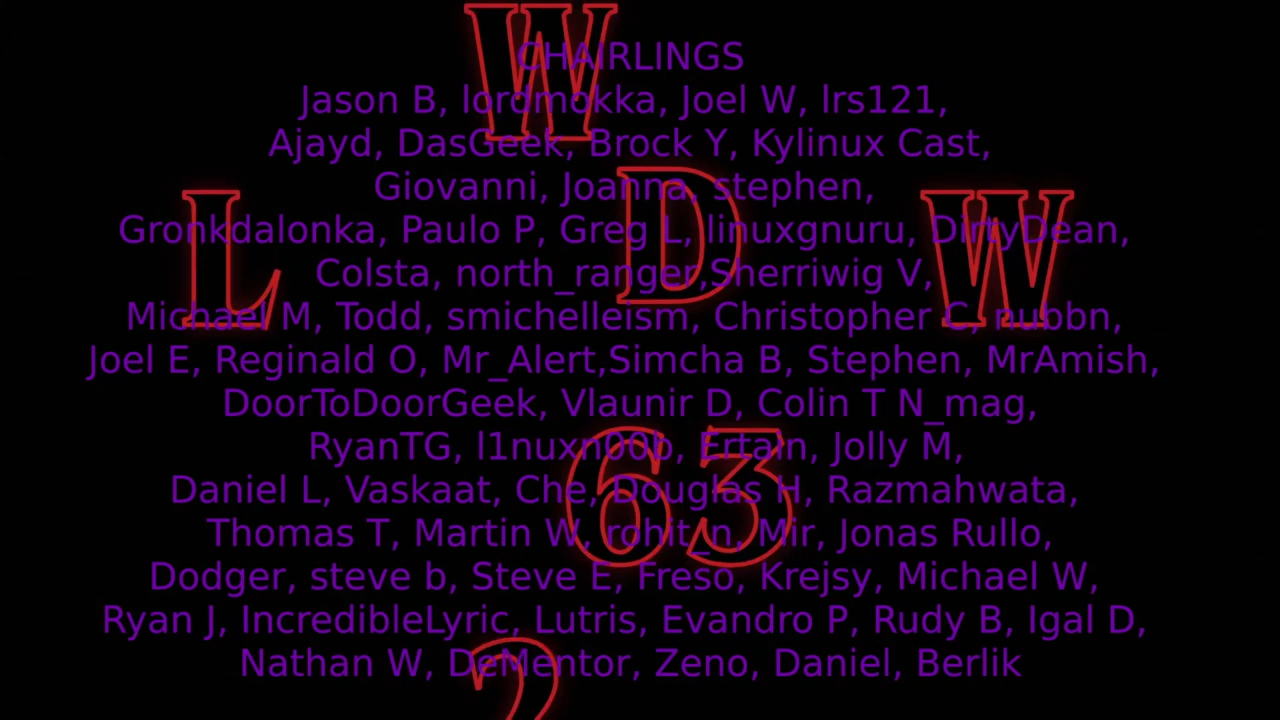 W
CHAIRLINGS
Jason B, lordmokka, Joel W, lrs121,
Ajayd, DasGeek, Brock Y, Kylinux Cast,
Giovanni, Joanna, stephen,
L D W
Gronkdalonka, Paulo P, Greg L, linuxgnuru, DirtyDean,
Colsta, north_ranger,Sherriwig V,
Michael M, Todd, smichelleism, Christopher C, nubbn,
Joel E, Reginald O, Mr_Alert,Simcha B, Stephen, MrAmish,
DoorToDoorGeek, Vlaunir D, Colin T N_mag,
RyanTG, l1nuxn00b, Ertain, Jolly M,
63
Daniel L, Vaskaat, Che, Douglas H, Razmahwata,
Thomas T, Martin W, rohit_n, Mir, Jonas Rullo,
Dodger, steve b, Steve E, Freso, Krejsy, Michael W,
Ryan J, IncredibleLyric, Lutris, Evandro P, Rudy B, Igal D,
Nathan W, DeMentor, Zeno, Daniel, Berlik